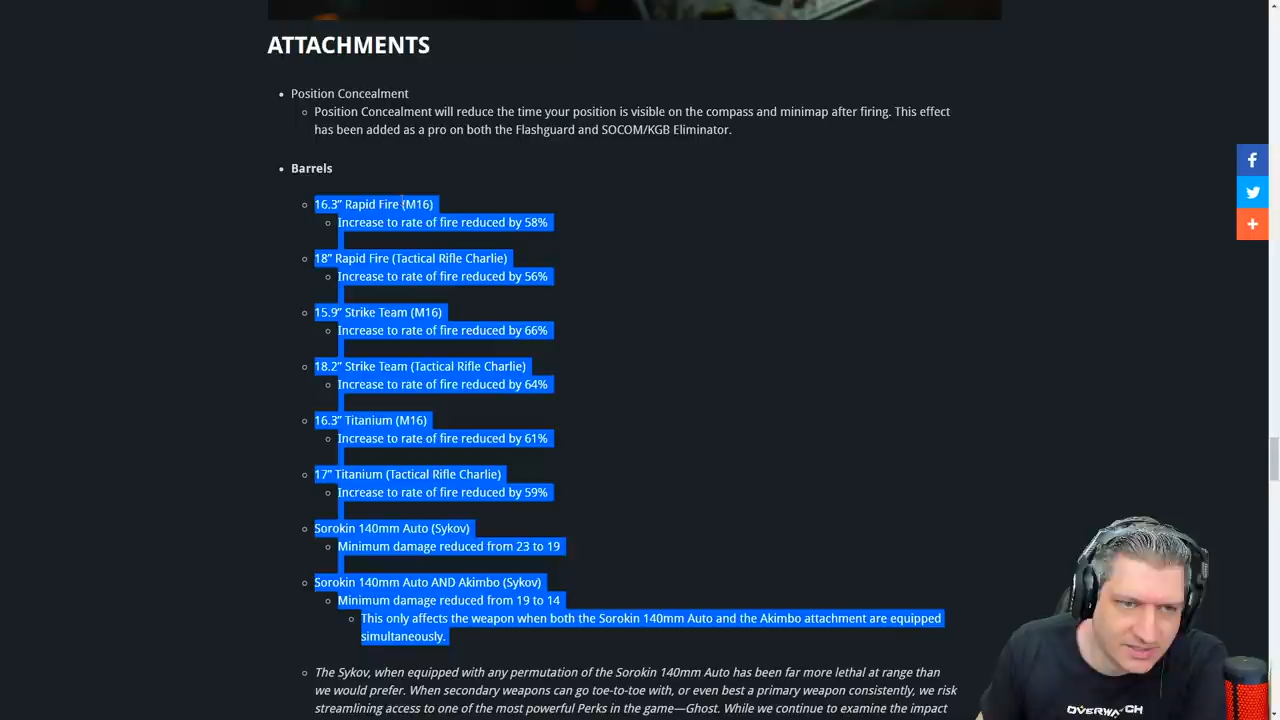 ATTACHMENTS
Position Concealment
Position Concealment will reduce the time your position is visible on the compass and minimap after firing. This effect
has been added as a pro on both the Flashguard and SOCOM/KGB Eliminator.
Barrels
16.3” Rapid Fire (M16)
Increase to rate of fire reduced by 58%
18” Rapid Fire (Tactical Rifle Charlie)
Increase to rate of fire reduced by 56%
15.9” Strike Team (M16)
Increase to rate of fire reduced by 66%
18.2” Strike Team (Tactical Rifle Charlie)
Increase to rate of fire reduced by 64%
16.3” Titanium (M16)
Increase to rate of fire reduced by 61%
17” Titanium (Tactical Rifle Charlie)
Increase to rate of fire reduced by 59%
Sorokin 140mm Auto (Sykov)
Minimum damage reduced from 23 to 19
Sorokin 140mm Auto AND Akimbo (Sykov)
Minimum damage reduced from 19 to 14
This only affects the weapon when both the Sorokin 140mm Auto and the Akimbo attachment are equipped
simultaneously.
The Sykov, when equipped with any permutation of the Sorokin 140mm Auto has been far more lethal at range than
we would prefer. When secondary weapons can go toe-to-toe with, or even best a primary weapon consistently, we risk
streamlining access to one of the most powerful Perks in the game—Ghost. While we continue to examine the impact
OVERWATCH